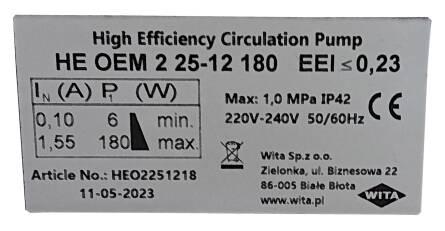 High Efficiency Circulation Pump
HE OEM 2 25-12 180 EEI ≤ 0,23
I_N (A) P_1 (W)
0,10 6 min.
1,55 180 max.
Max: 1,0 MPa IP42
220V-240V 50/60Hz
CE
Article No.: HEO2251218
11-05-2023
Wita Sp.z o.o.
Zielonka, ul. Biznesowa 22
86-005 Białe Błota
www.wita.pl
WITA